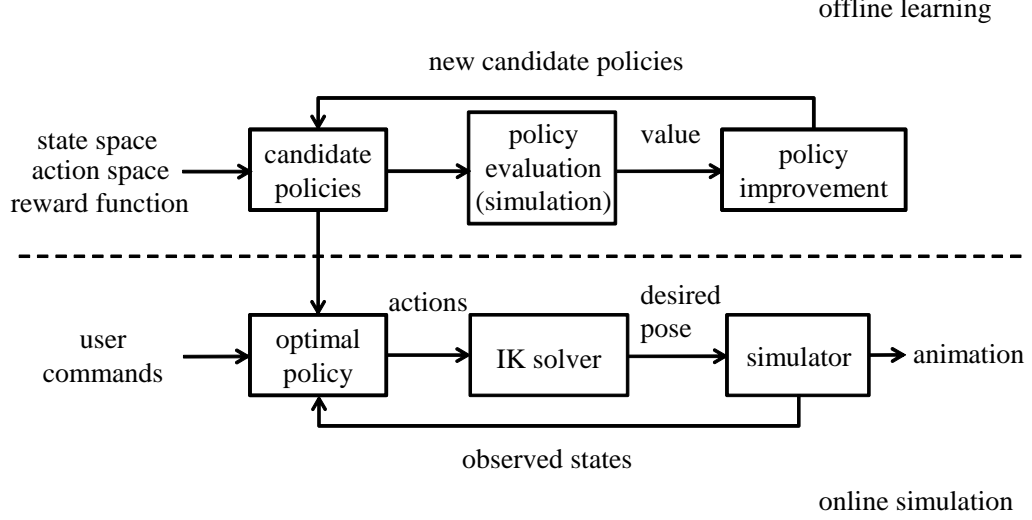 offline learning
new candidate policies
state space
action space
reward function
candidate
policies
policy
evaluation
(simulation)
value
policy
improvement
user
commands
optimal
policy
actions
IK solver
desired
pose
simulator
animation
observed states
online simulation